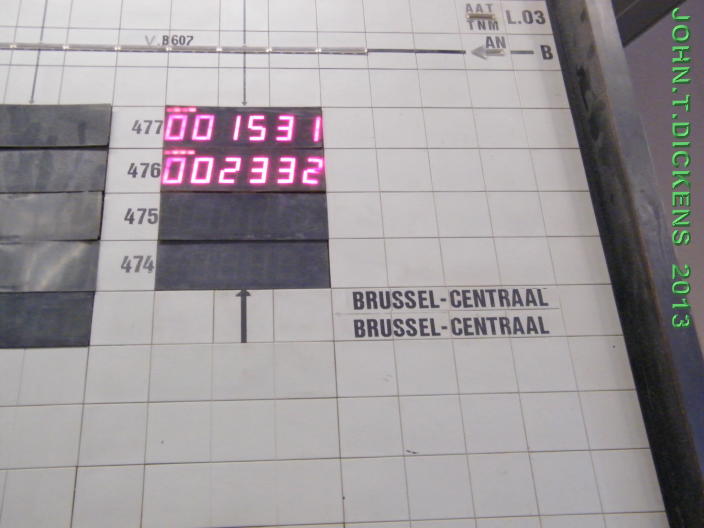 AAT L.03
TNM
V.B607
AN B
477 001531
476 002332
475
474
BRUSSEL-CENTRAAL
BRUSSEL-CENTRAAL
JOHN.T.DICKENS 2013